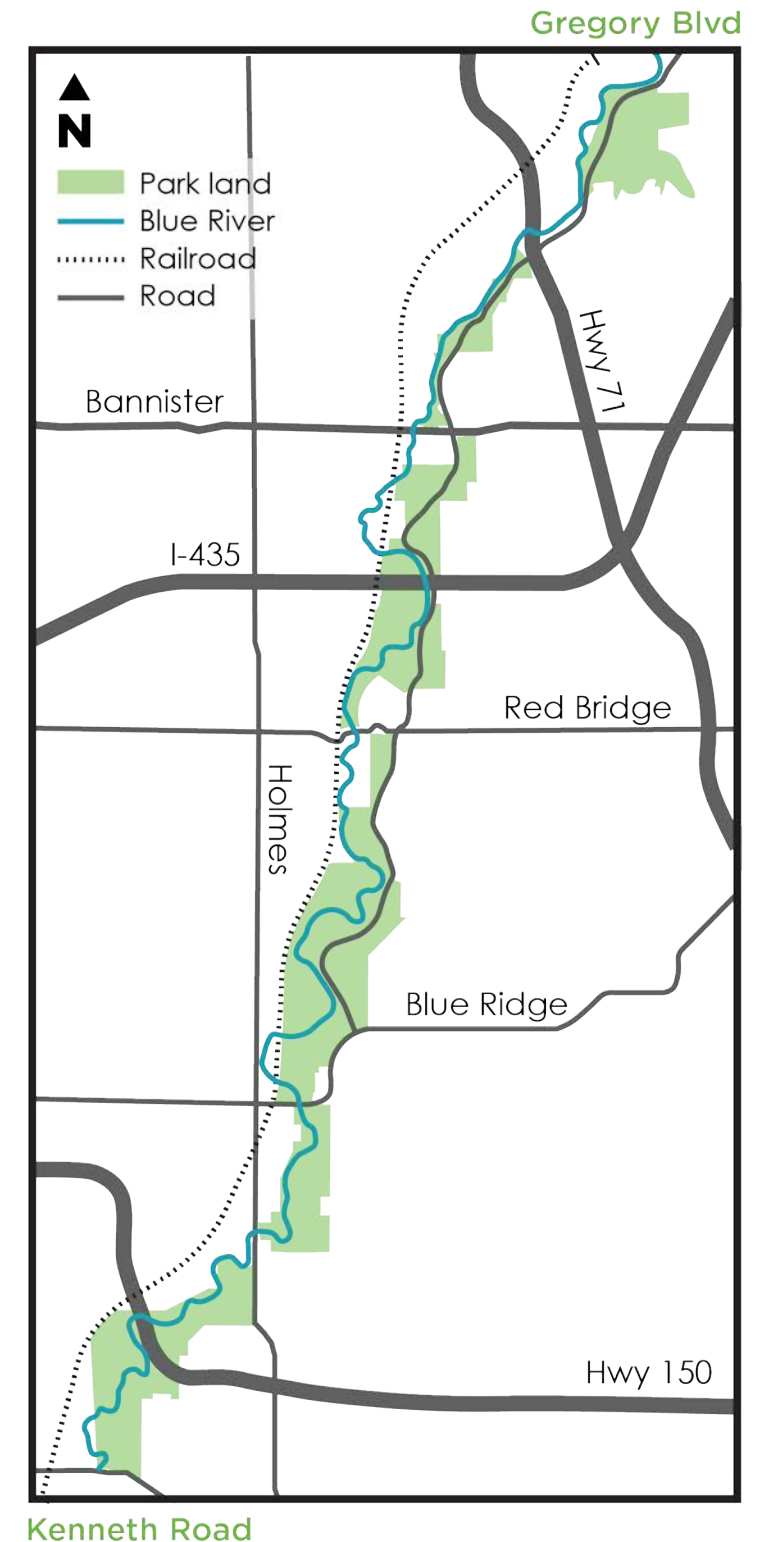 Gregory Blvd
N
Park land
Blue River
Railroad
Road
Hwy 71
Bannister
I-435
Red Bridge
Holmes
Blue Ridge
Hwy 150
Kenneth Road